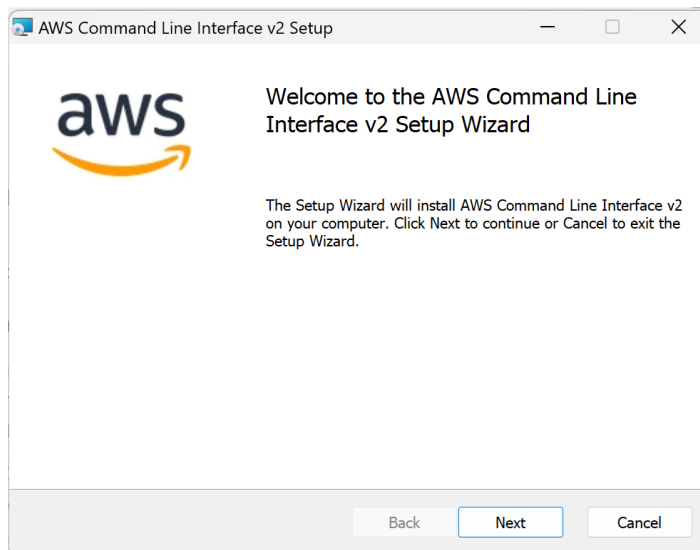 AWS Command Line Interface v2 Setup
aws
Welcome to the AWS Command Line
Interface v2 Setup Wizard
The Setup Wizard will install AWS Command Line Interface v2
on your computer. Click Next to continue or Cancel to exit the
Setup Wizard.
Back
Next
Cancel